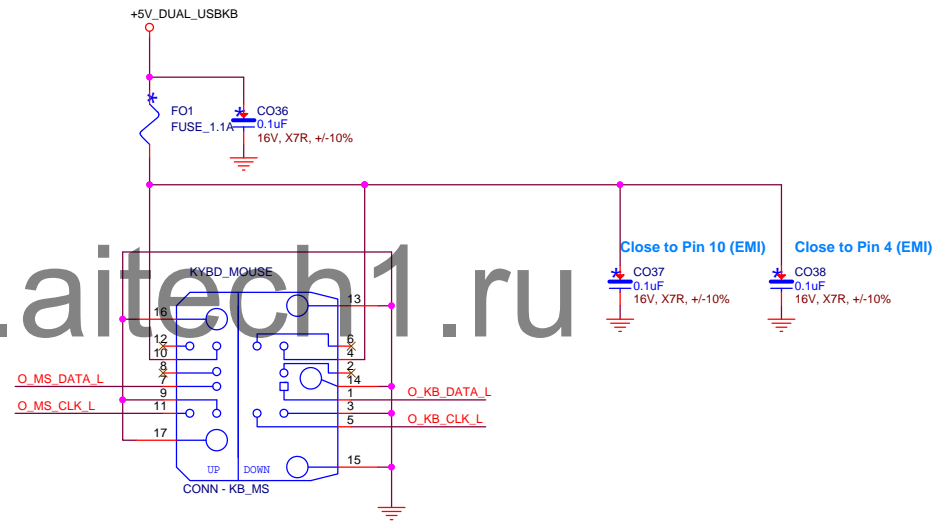 +5V_DUAL_USBKB
FO1
FUSE_1.1A
CO36
0.1uF
16V, X7R, +/-10%
Close to Pin 10 (EMI)
Close to Pin 4 (EMI)
CO37
0.1uF
16V, X7R, +/-10%
CO38
0.1uF
16V, X7R, +/-10%
.aitech1.ru
KYBD_MOUSE
16
13
12
6
10
4
8
2
O_MS_DATA_L
7
14
9
1
O_KB_DATA_L
O_MS_CLK_L
11
3
5
O_KB_CLK_L
17
15
UP
DOWN
CONN - KB_MS